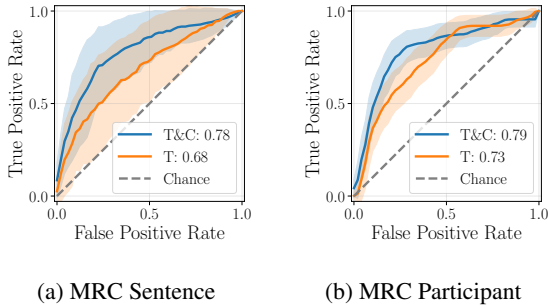 1.0
0.5
0.0
True Positive Rate
T&C: 0.78
T: 0.68
Chance
0.0
0.5
1.0
False Positive Rate
(a) MRC Sentence
1.0
0.5
0.0
True Positive Rate
T&C: 0.79
T: 0.73
Chance
0.0
0.5
1.0
False Positive Rate
(b) MRC Participant